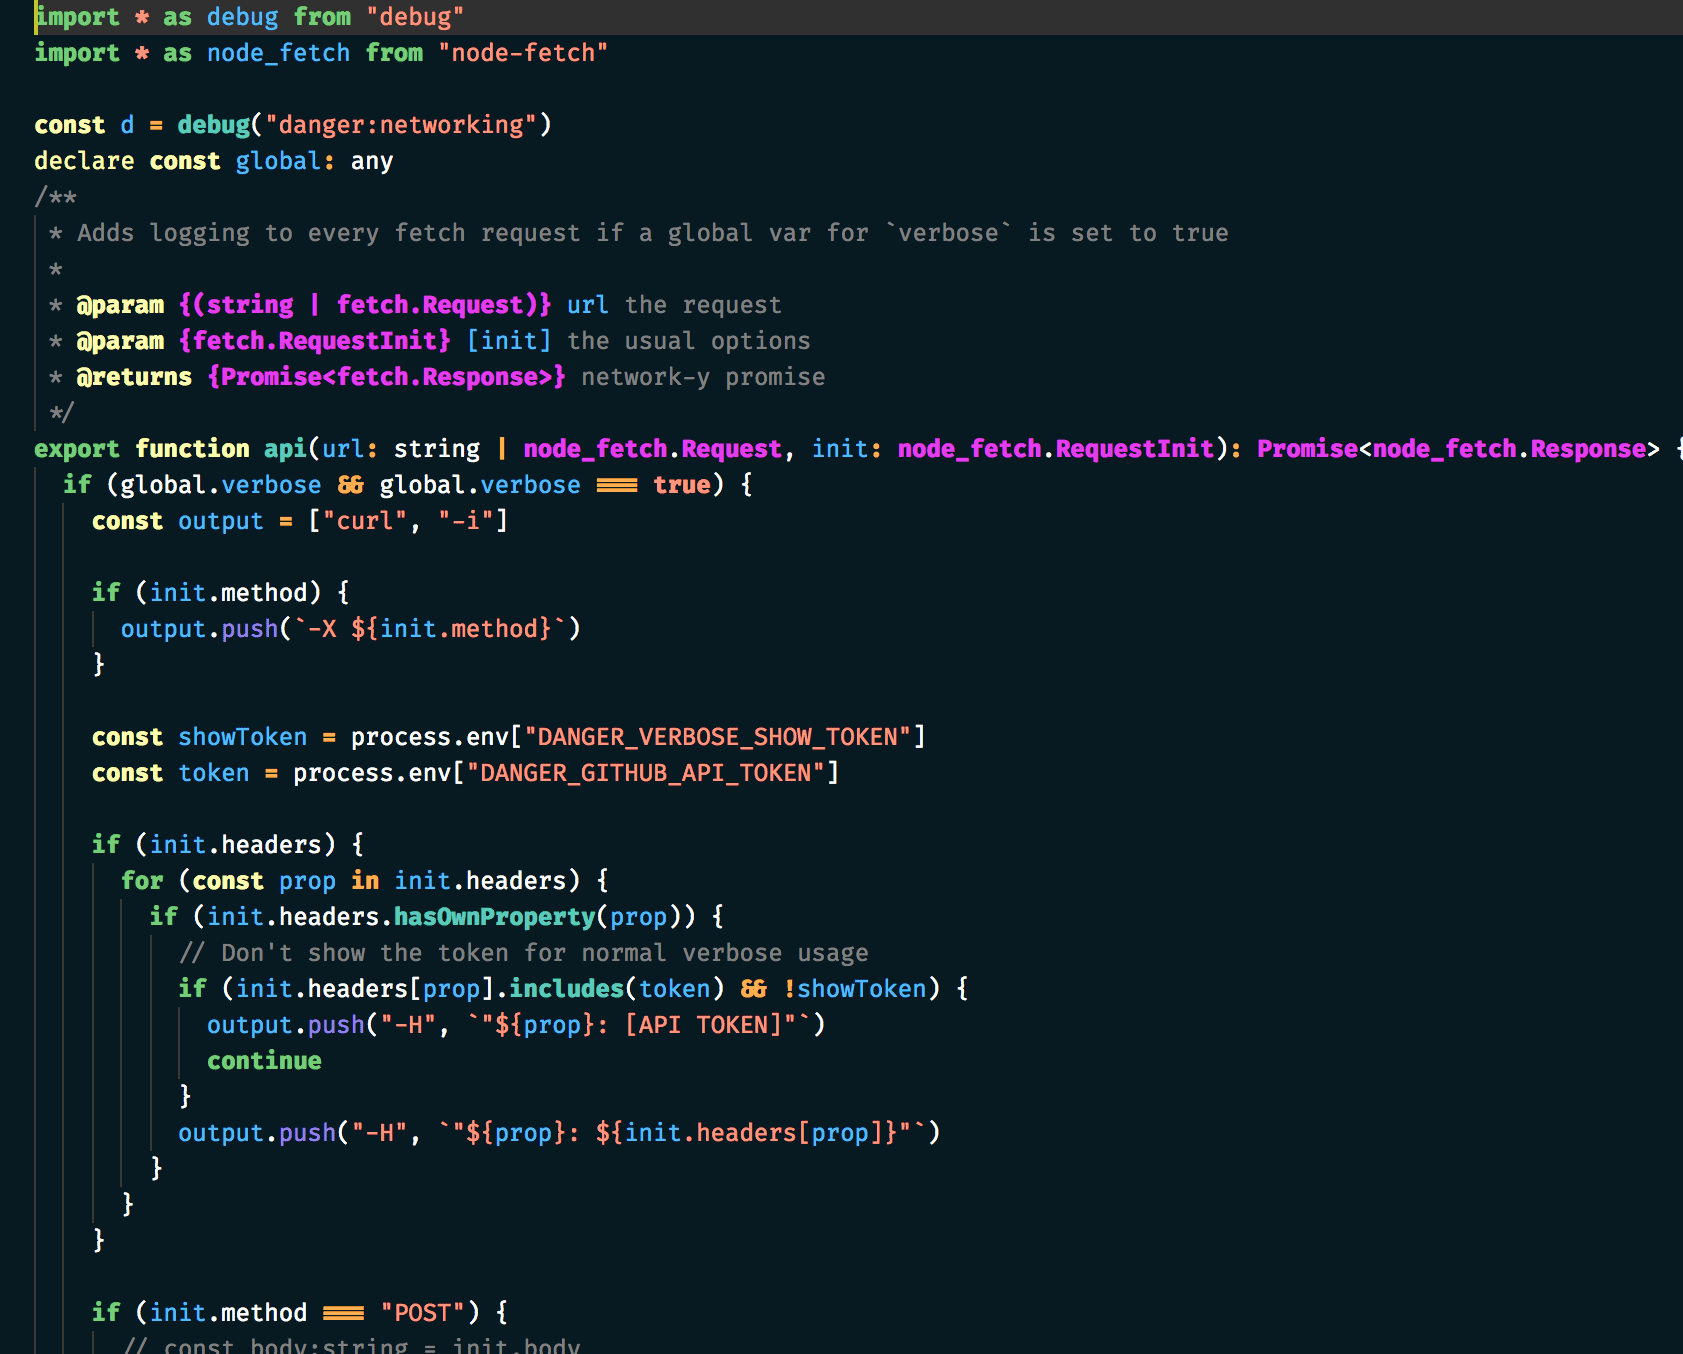 import * as debug from "debug"
import * as node_fetch from "node-fetch"

const d = debug("danger:networking")
declare const global: any
/**
 * Adds logging to every fetch request if a global var for `verbose` is set to true
 *
 * @param {(string | fetch.Request)} url the request
 * @param {fetch.RequestInit} [init] the usual options
 * @returns {Promise<fetch.Response>} network-y promise
 */
export function api(url: string | node_fetch.Request, init: node_fetch.RequestInit): Promise<node_fetch.Response> {
  if (global.verbose && global.verbose === true) {
    const output = ["curl", "-i"]

    if (init.method) {
      output.push(`-X ${init.method}`)
    }

    const showToken = process.env["DANGER_VERBOSE_SHOW_TOKEN"]
    const token = process.env["DANGER_GITHUB_API_TOKEN"]

    if (init.headers) {
      for (const prop in init.headers) {
        if (init.headers.hasOwnProperty(prop)) {
          // Don't show the token for normal verbose usage
          if (init.headers[prop].includes(token) && !showToken) {
            output.push("-H", `"${prop}: [API TOKEN]"`)
            continue
          }
          output.push("-H", `"${prop}: ${init.headers[prop]}"`)
        }
      }
    }

    if (init.method === "POST") {
      // const body:string = init.body